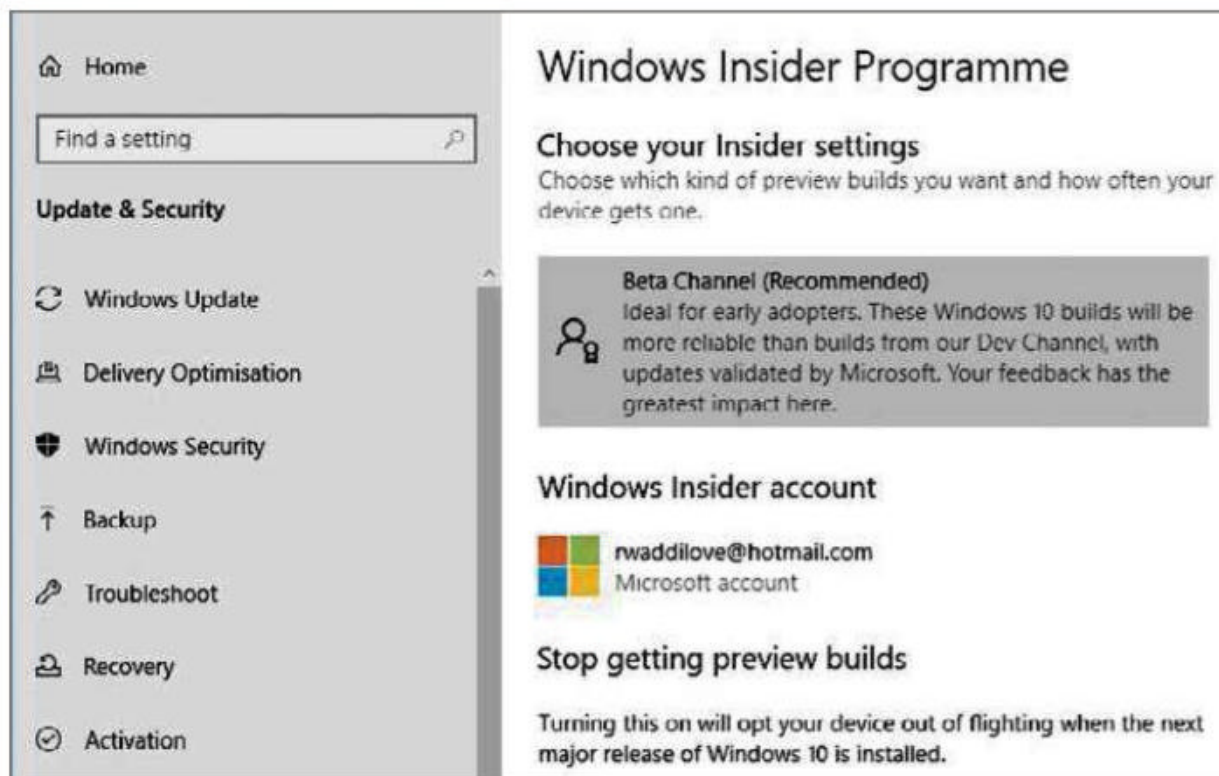 Home
Find a setting
Update & Security
Windows Update
Delivery Optimisation
Windows Security
Backup
Troubleshoot
Recovery
Activation
Windows Insider Programme
Choose your Insider settings
Choose which kind of preview builds you want and how often your
device gets one.
Beta Channel (Recommended)
Ideal for early adopters. These Windows 10 builds will be
more reliable than builds from our Dev Channel, with
updates validated by Microsoft. Your feedback has the
greatest impact here.
Windows Insider account
rwaddilove@hotmail.com
Microsoft account
Stop getting preview builds
Turning this on will opt your device out of flighting when the next
major release of Windows 10 is installed.